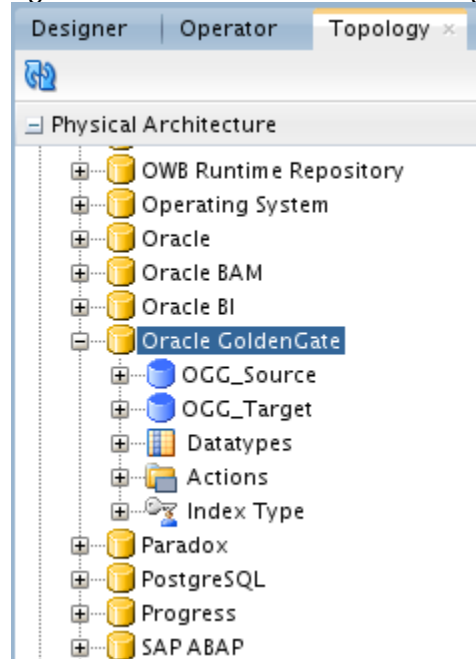 Designer Operator Topology
Physical Architecture
OWB Runtime Repository
Operating System
Oracle
Oracle BAM
Oracle BI
Oracle GoldenGate
OGG_Source
OGG_Target
Datatypes
Actions
Index Type
Paradox
PostgreSQL
Progress
SAP ABAP